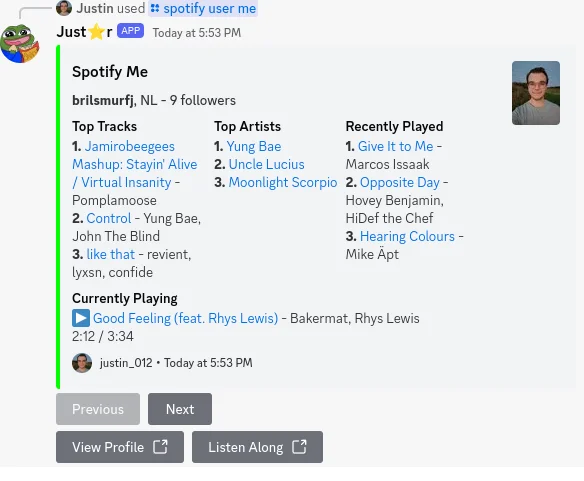 Justin used spotify user me
Just⭐r APP Today at 5:53 PM
Spotify Me
brilsmurfj, NL - 9 followers
Top Tracks
1. Jamirobeegees
Mashup: Stayin' Alive
/ Virtual Insanity -
Pomplamoose
2. Control - Yung Bae,
John The Blind
3. like that - revient,
lyxsn, confide
Top Artists
1. Yung Bae
2. Uncle Lucius
3. Moonlight Scorpio
Recently Played
1. Give It to Me -
Marcos Issaak
2. Opposite Day -
Hovey Benjamin,
HiDef the Chef
3. Hearing Colours -
Mike Äpt
Currently Playing
▶️ Good Feeling (feat. Rhys Lewis) - Bakermat, Rhys Lewis
2:12 / 3:34
justin_012 • Today at 5:53 PM
Previous
Next
View Profile
Listen Along